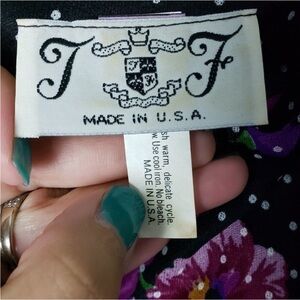 J F
MADE IN U.S.A.
warm, delicate cycle.
Use cool iron. No bleach.
MADE IN U.S.A.